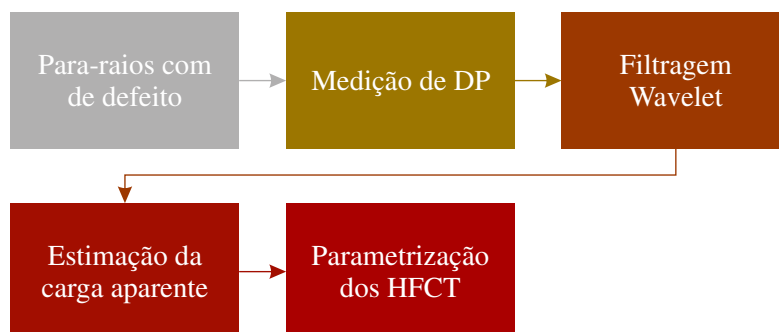 Para-raios com
de defeito
Medição de DP
Filtragem
Wavelet
Estimação da
carga aparente
Parametrização
dos HFCT